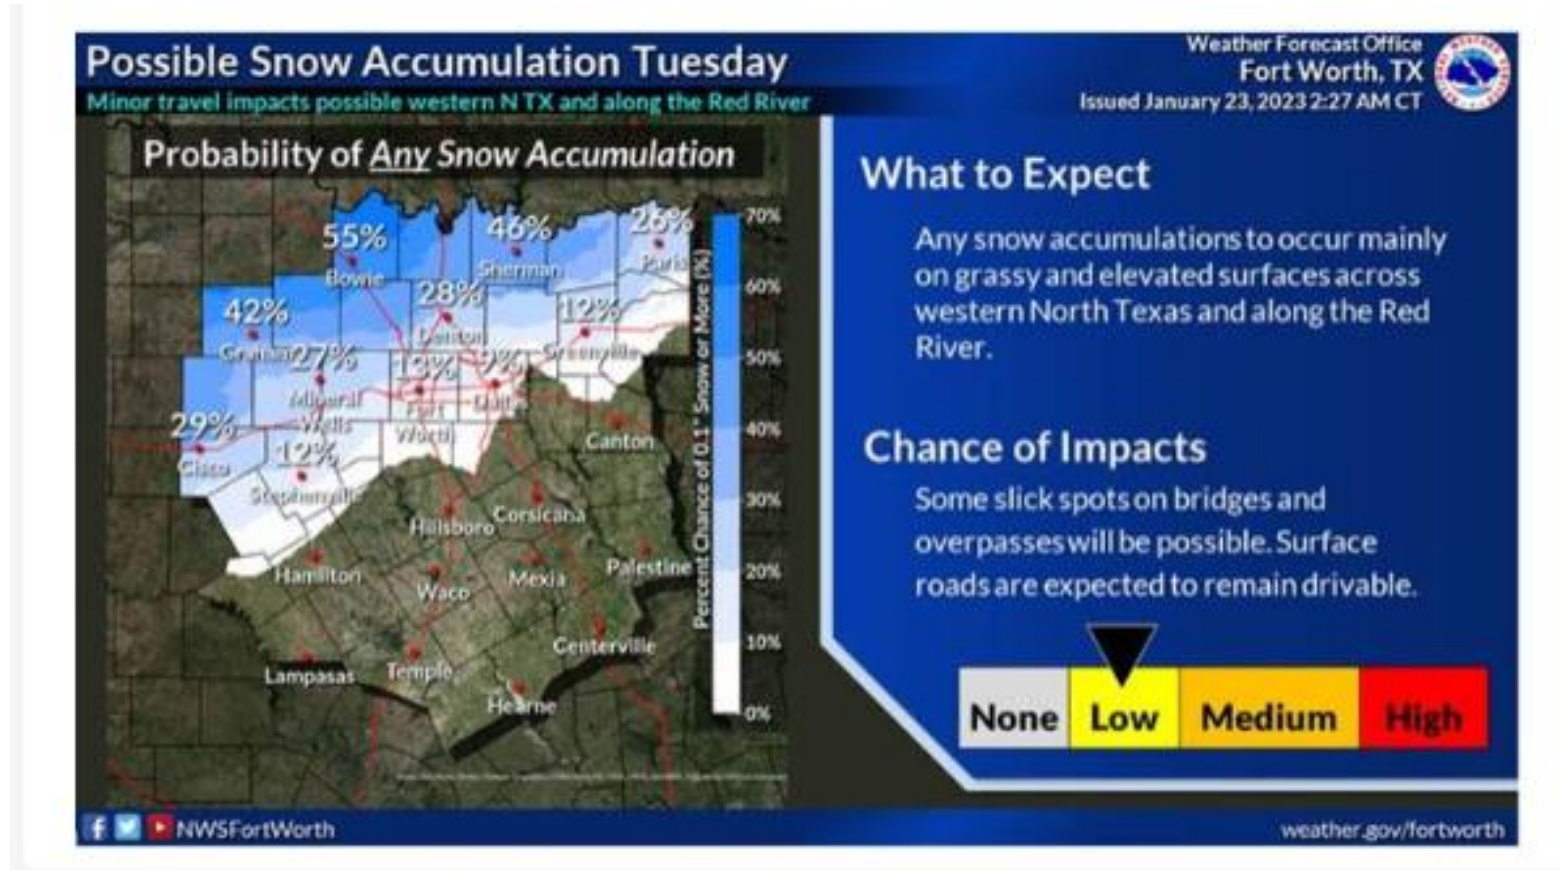 Possible Snow Accumulation Tuesday
Minor travel impacts possible western N TX and along the Red River
Weather Forecast Office
Fort Worth, TX
Issued January 23, 2023 2:27 AM CT
Probability of Any Snow Accumulation
55%
Bowie
46%
Sherman
26%
Paris
42%
Graham
28%
Denton
12%
Greenville
27%
Mineral
Wells
13%
Fort
Worth
9%
Dallas
29%
Cisco
12%
Stephenville
Canton
Hillsboro
Corsicana
Hamilton
Waco
Mexia
Palestine
Lampasas
Temple
Centerville
Hearne
Percent Chance of 0.1" Snow or More (%)
70%
60%
50%
40%
30%
20%
10%
0%
What to Expect
Any snow accumulations to occur mainly
on grassy and elevated surfaces across
western North Texas and along the Red
River.
Chance of Impacts
Some slick spots on bridges and
overpasses will be possible. Surface
roads are expected to remain drivable.
None
Low
Medium
High
NWSFortWorth
weather.gov/fortworth